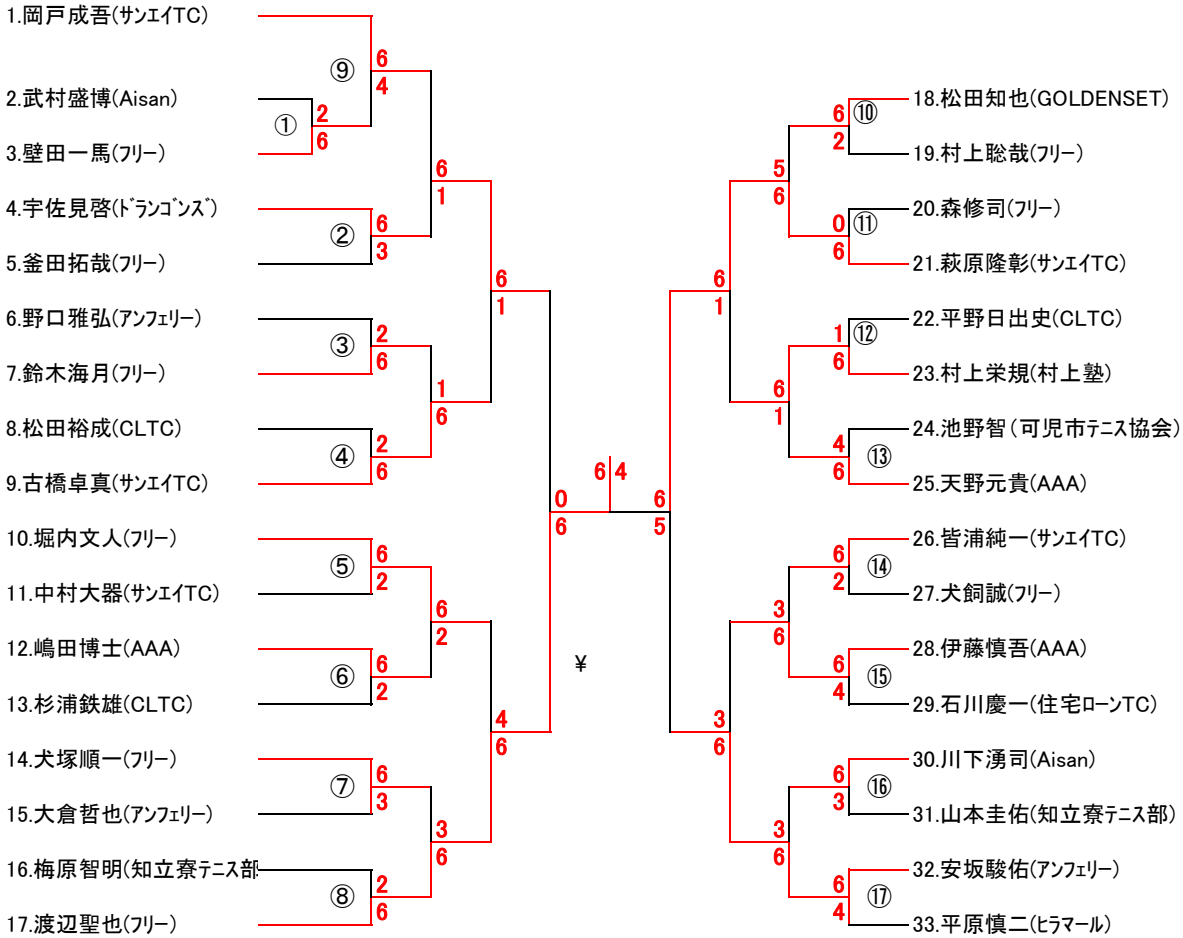 1.岡戸成吾(サンエイTC)
6
⑨
4
2.武村盛博(Aisan)
2
①
6
3.壁田一馬(フリー)
6
1
4.宇佐見啓(ドランゴンズ)
6
②
3
5.釜田拓哉(フリー)
6
1
6.野口雅弘(アンフェリー)
2
③
6
7.鈴木海月(フリー)
1
6
8.松田裕成(CLTC)
2
④
6
9.古橋卓真(サンエイTC)
0
6
10.堀内文人(フリー)
6
⑤
2
11.中村大器(サンエイTC)
6
2
12.嶋田博士(AAA)
6
⑥
2
13.杉浦鉄雄(CLTC)
4
6
14.犬塚順一(フリー)
6
⑦
3
15.大倉哲也(アンフェリー)
3
6
16.梅原智明(知立寮テニス部
2
⑧
6
17.渡辺聖也(フリー)
6 4
¥
18.松田知也(GOLDENSET)
6
⑩
2
19.村上聡哉(フリー)
5
6
20.森修司(フリー)
0
⑪
6
21.萩原隆彰(サンエイTC)
6
1
22.平野日出史(CLTC)
1
⑫
6
23.村上栄規(村上塾)
6
1
24.池野智(可児市テニス協会)
4
⑬
6
25.天野元貴(AAA)
6
5
26.皆浦純一(サンエイTC)
6
⑭
2
27.犬飼誠(フリー)
3
6
28.伊藤慎吾(AAA)
6
⑮
4
29.石川慶一(住宅ローンTC)
3
6
30.川下湧司(Aisan)
6
⑯
3
31.山本圭佑(知立寮テニス部)
3
6
32.安坂駿佑(アンフェリー)
6
⑰
4
33.平原慎二(ヒラマール)